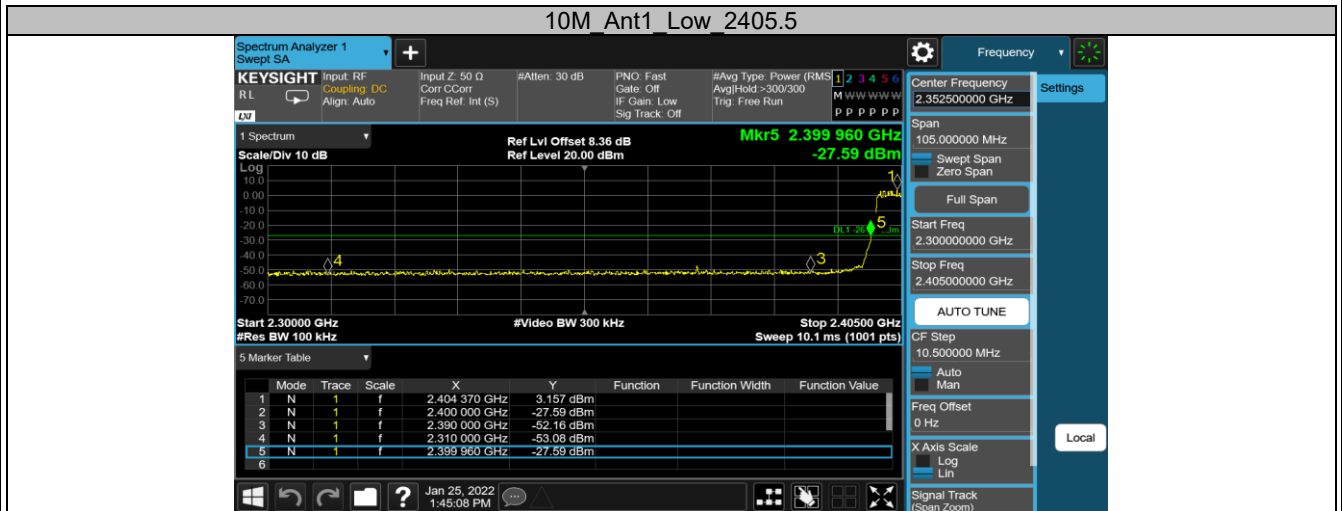 10M_Ant1_Low_2405.5
Spectrum Analyzer 1
Swept SA
+
Frequency
KEYSIGHT
RL
LXI
Input: RF
Coupling: DC
Align: Auto
Input Z: 50 Ω
Corr CCorr
Freq Ref: Int (S)
#Atten: 30 dB
PNO: Fast
Gate: Off
IF Gain: Low
Sig Track: Off
#Avg Type: Power (RMS
Avg|Hold:>300/300
Trig: Free Run
1 2 3 4 5 6
M W W W W W
P P P P P P
1 Spectrum
Scale/Div 10 dB
Ref Lvl Offset 8.36 dB
Ref Level 20.00 dBm
Mkr5 2.399 960 GHz
-27.59 dBm
Log
10.0
0.00
-10.0
-20.0
-30.0
-40.0
-50.0
-60.0
-70.0
1
5
DL1 -26
4
3
Start 2.30000 GHz
#Res BW 100 kHz
#Video BW 300 kHz
Stop 2.40500 GHz
Sweep 10.1 ms (1001 pts)
5 Marker Table
Mode Trace Scale X Y Function Function Width Function Value
1 N 1 f 2.404 370 GHz 3.157 dBm
2 N 1 f 2.400 000 GHz -27.59 dBm
3 N 1 f 2.390 000 GHz -52.16 dBm
4 N 1 f 2.310 000 GHz -53.08 dBm
5 N 1 f 2.399 960 GHz -27.59 dBm
6
? Jan 25, 2022
1:45:08 PM
Center Frequency
2.352500000 GHz
Settings
Span
105.000000 MHz
Swept Span
Zero Span
Full Span
Start Freq
2.300000000 GHz
Stop Freq
2.405000000 GHz
AUTO TUNE
CF Step
10.500000 MHz
Auto
Man
Freq Offset
0 Hz
Local
X Axis Scale
Log
Lin
Signal Track
(Span Zoom)